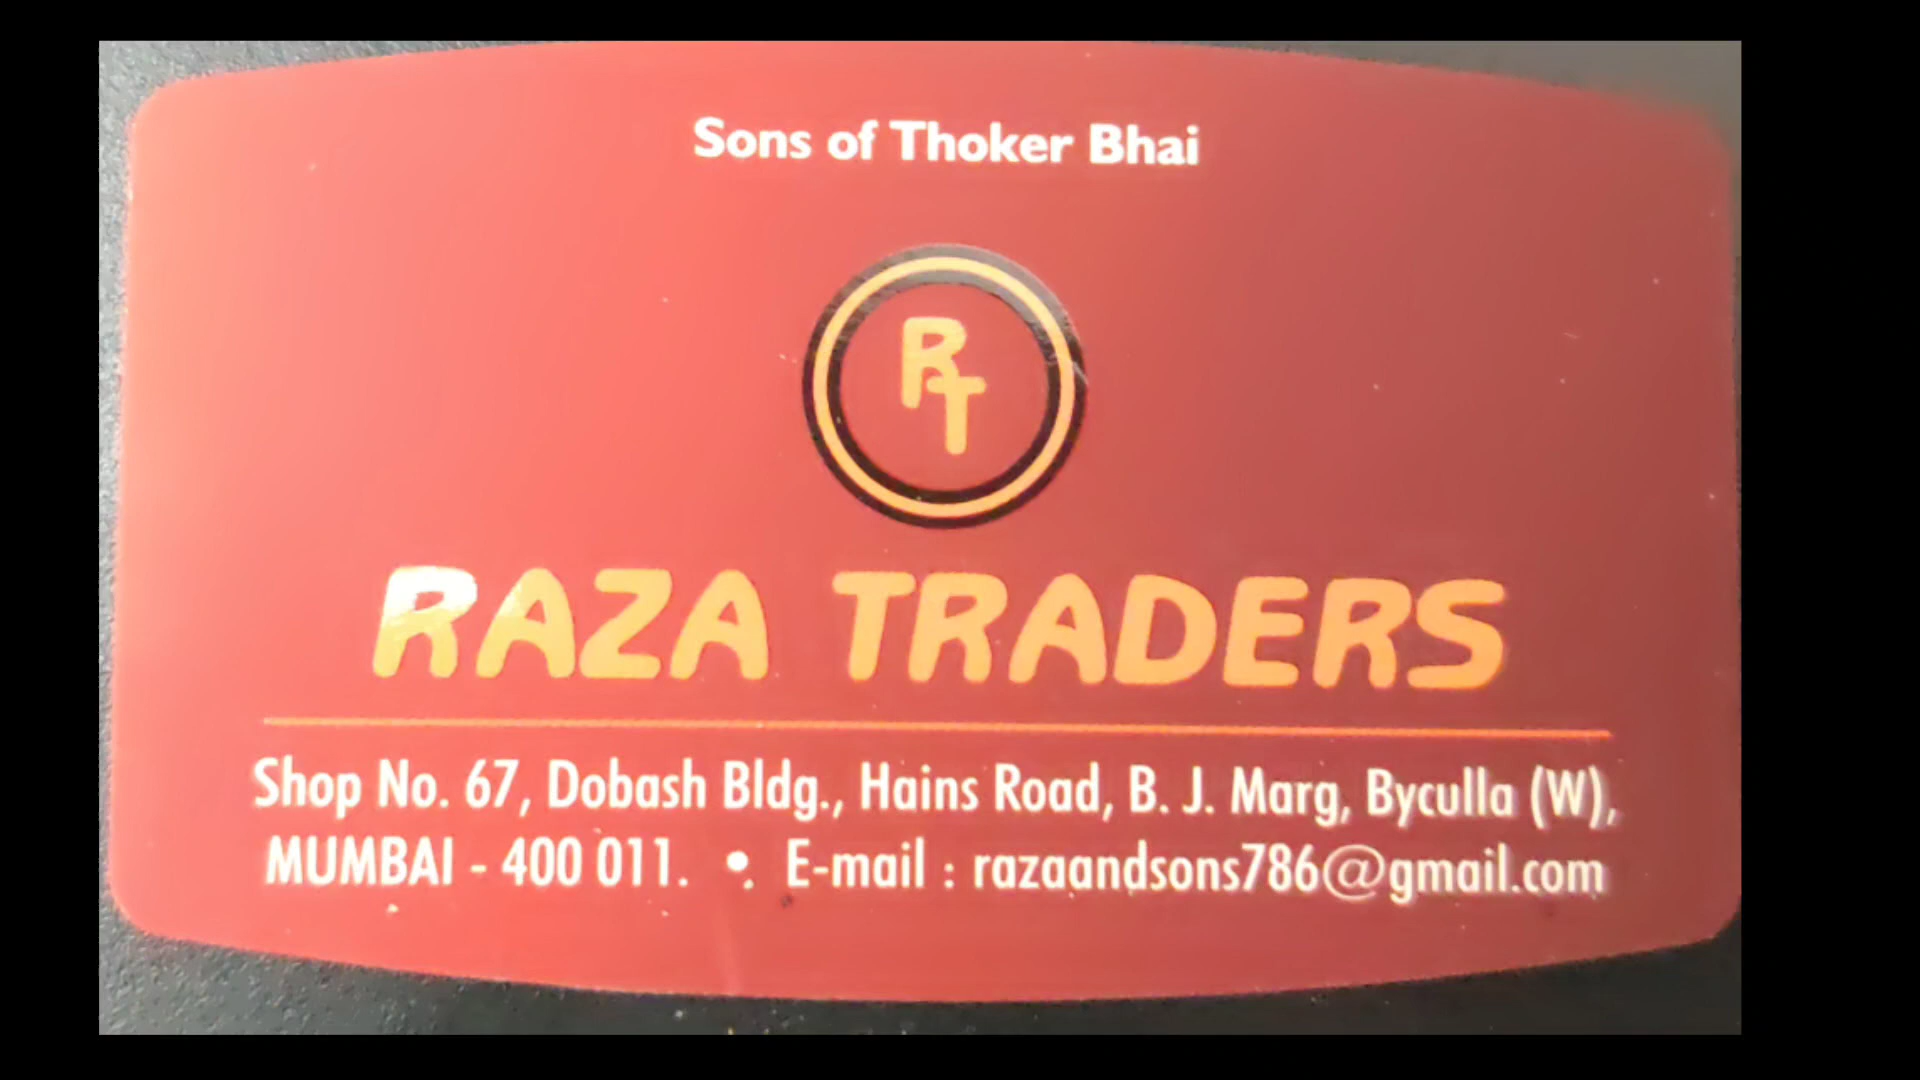 Sons of Thoker Bhai
RT
RAZA TRADERS
Shop No. 67, Dobash Bldg., Hains Road, B. J. Marg, Byculla (W),
MUMBAI - 400 011. • E-mail : razaandsons786@gmail.com